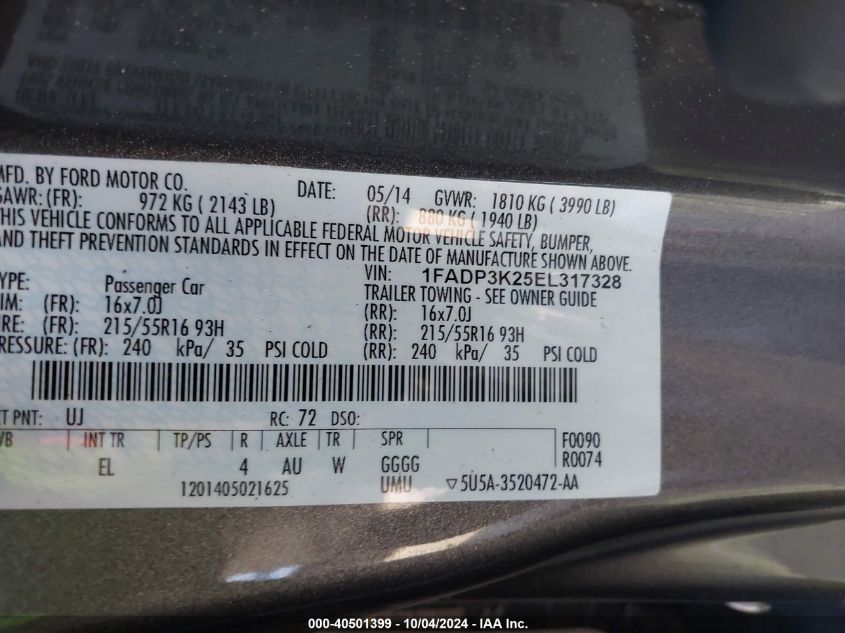 MFD. BY FORD MOTOR CO. DATE: 05/14 GVWR: 1810 KG ( 3990 LB)
GAWR: (FR): 972 KG ( 2143 LB) (RR): 880 KG ( 1940 LB)
THIS VEHICLE CONFORMS TO ALL APPLICABLE FEDERAL MOTOR VEHICLE SAFETY, BUMPER,
AND THEFT PREVENTION STANDARDS IN EFFECT ON THE DATE OF MANUFACTURE SHOWN ABOVE.
VIN: 1FADP3K25EL317328
TYPE: Passenger Car TRAILER TOWING - SEE OWNER GUIDE
IM: (FR): 16x7.0J (RR): 16x7.0J
RE: (FR): 215/55R16 93H (RR): 215/55R16 93H
PRESSURE: (FR): 240 kPa/ 35 PSI COLD (RR): 240 kPa/ 35 PSI COLD
T PNT: UJ RC: 72 DSO:
VB INT TR TP/PS R AXLE TR SPR F0090
EL 4 AU W GGGG R0074
1201405021625 UMU ▽5U5A-3520472-AA
000-40501399 - 10/04/2024 - IAA Inc.